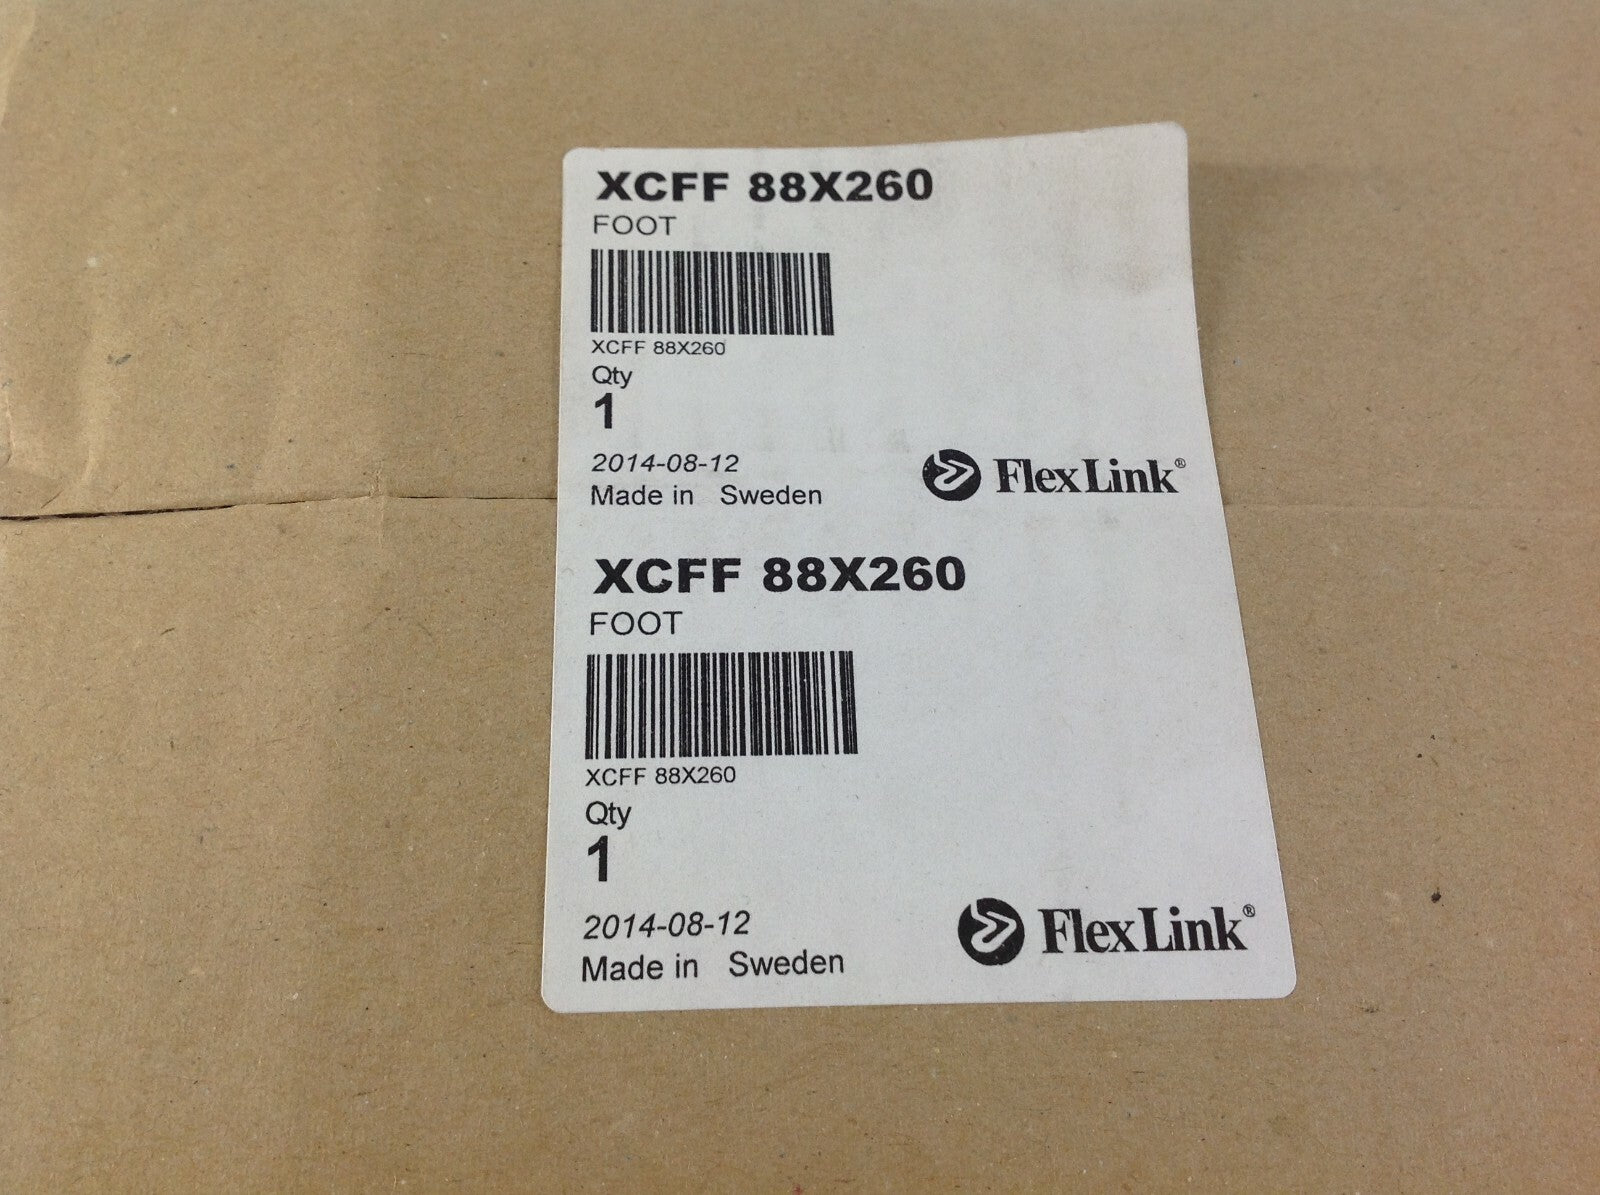 XCFF 88X260
FOOT
XCFF 88X260
Qty
1
2014-08-12
Made in Sweden
FlexLink®
XCFF 88X260
FOOT
XCFF 88X260
Qty
1
2014-08-12
Made in Sweden
FlexLink®